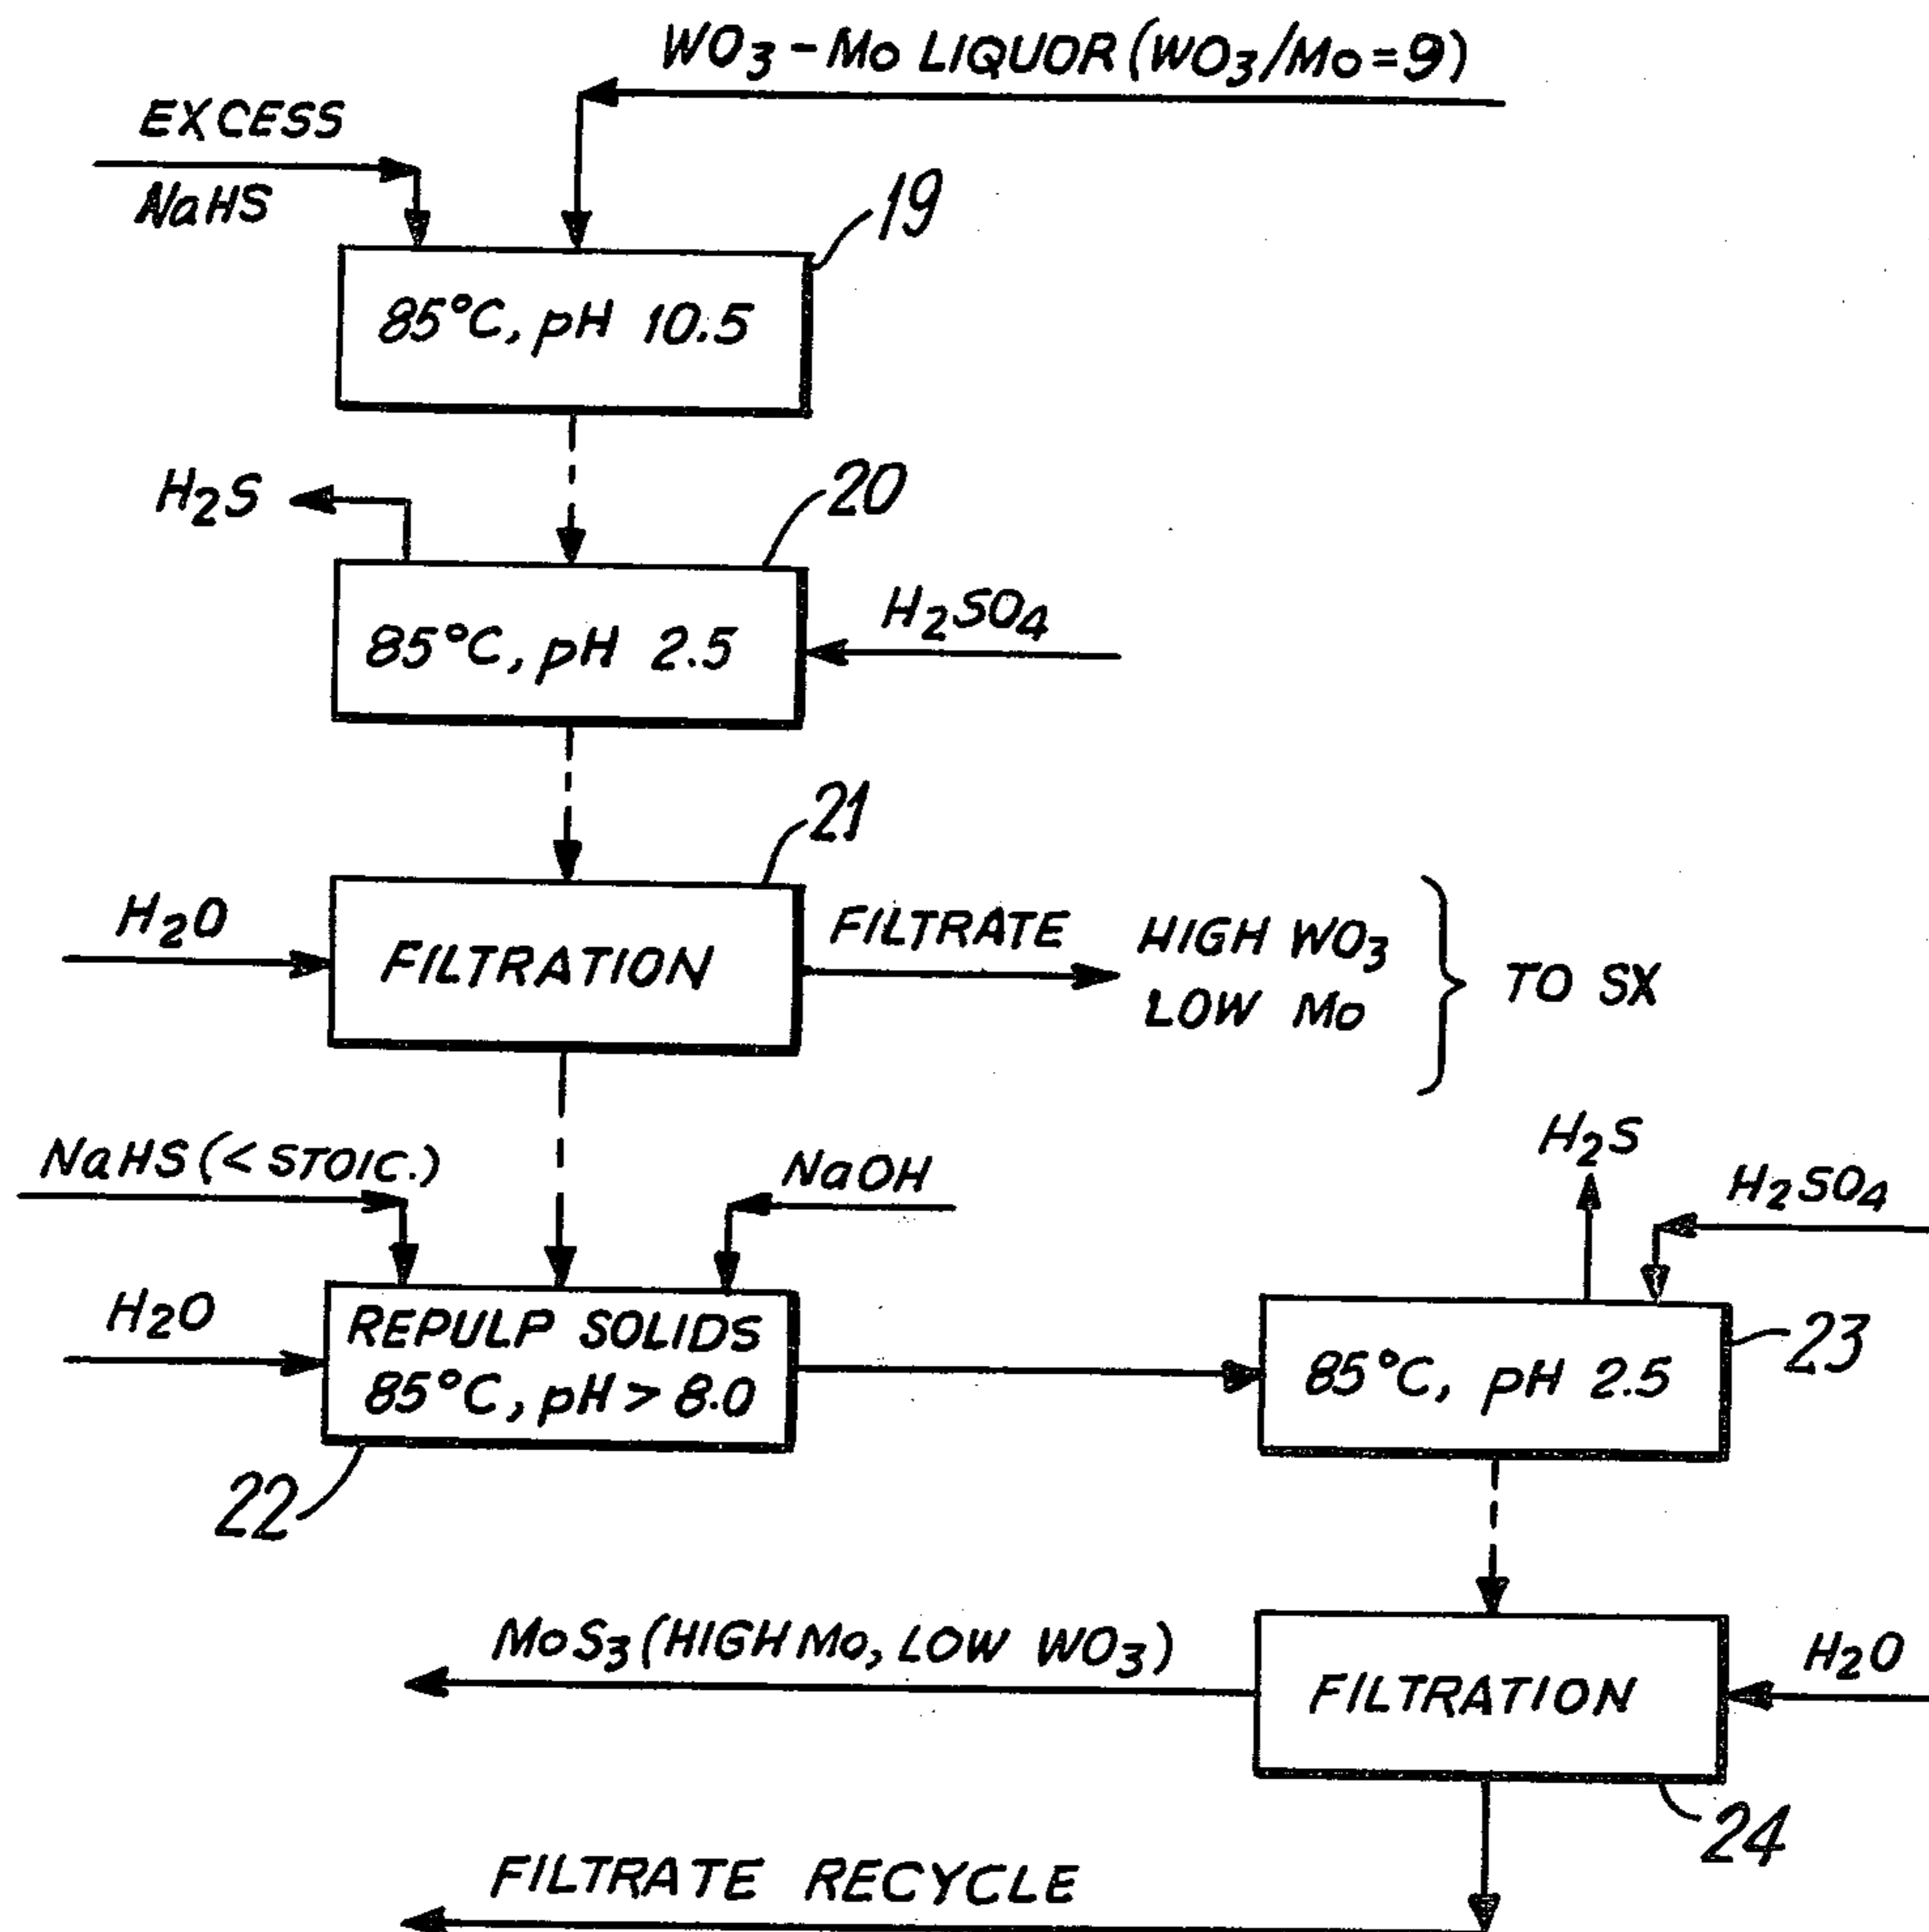 WO3-Mo LIQUOR (WO3/Mo=9)
EXCESS
NaHS
19
85°C, pH 10.5
H2S
20
85°C, pH 2.5
H2SO4
21
H2O
FILTRATION
FILTRATE
HIGH WO3
LOW Mo
TO SX
NaHS (< STOIC.)
NaOH
H2O
REPULP SOLIDS
85°C, pH > 8.0
22
H2S
H2SO4
85°C, pH 2.5
23
MoS3 (HIGH Mo, LOW WO3)
FILTRATION
H2O
24
FILTRATE RECYCLE